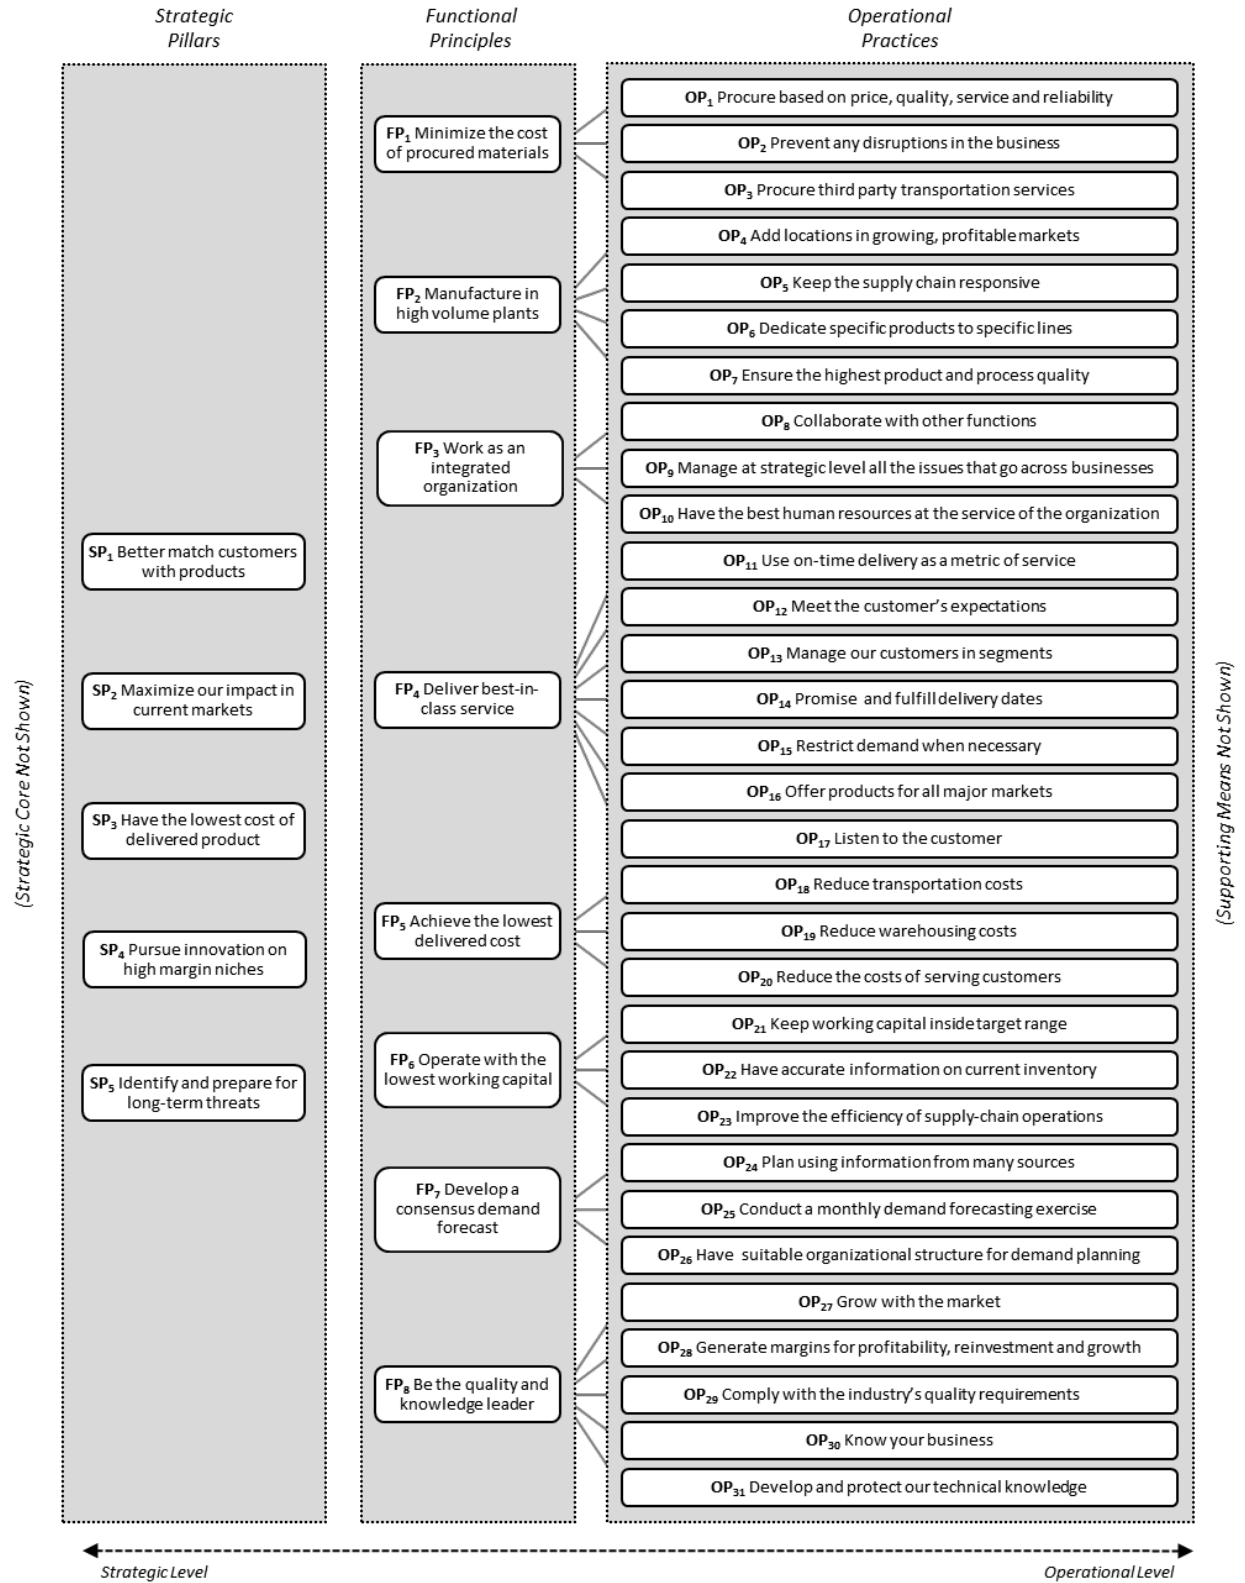 Strategic
Pillars
Functional
Principles
Operational
Practices
(Strategic Core Not Shown)
SP1 Better match customers
with products
SP2 Maximize our impact in
current markets
SP3 Have the lowest cost of
delivered product
SP4 Pursue innovation on
high margin niches
SP5 Identify and prepare for
long-term threats
FP1 Minimize the cost
of procured materials
FP2 Manufacture in
high volume plants
FP3 Work as an
integrated
organization
FP4 Deliver best-in-
class service
FP5 Achieve the lowest
delivered cost
FP6 Operate with the
lowest working capital
FP7 Develop a
consensus demand
forecast
FP8 Be the quality and
knowledge leader
OP1 Procure based on price, quality, service and reliability
OP2 Prevent any disruptions in the business
OP3 Procure third party transportation services
OP4 Add locations in growing, profitable markets
OP5 Keep the supply chain responsive
OP6 Dedicate specific products to specific lines
OP7 Ensure the highest product and process quality
OP8 Collaborate with other functions
OP9 Manage at strategic level all the issues that go across businesses
OP10 Have the best human resources at the service of the organization
OP11 Use on-time delivery as a metric of service
OP12 Meet the customer's expectations
OP13 Manage our customers in segments
OP14 Promise and fulfill delivery dates
OP15 Restrict demand when necessary
OP16 Offer products for all major markets
OP17 Listen to the customer
OP18 Reduce transportation costs
OP19 Reduce warehousing costs
OP20 Reduce the costs of serving customers
OP21 Keep working capital inside target range
OP22 Have accurate information on current inventory
OP23 Improve the efficiency of supply-chain operations
OP24 Plan using information from many sources
OP25 Conduct a monthly demand forecasting exercise
OP26 Have suitable organizational structure for demand planning
OP27 Grow with the market
OP28 Generate margins for profitability, reinvestment and growth
OP29 Comply with the industry's quality requirements
OP30 Know your business
OP31 Develop and protect our technical knowledge
(Supporting Means Not Shown)
Strategic Level
Operational Level